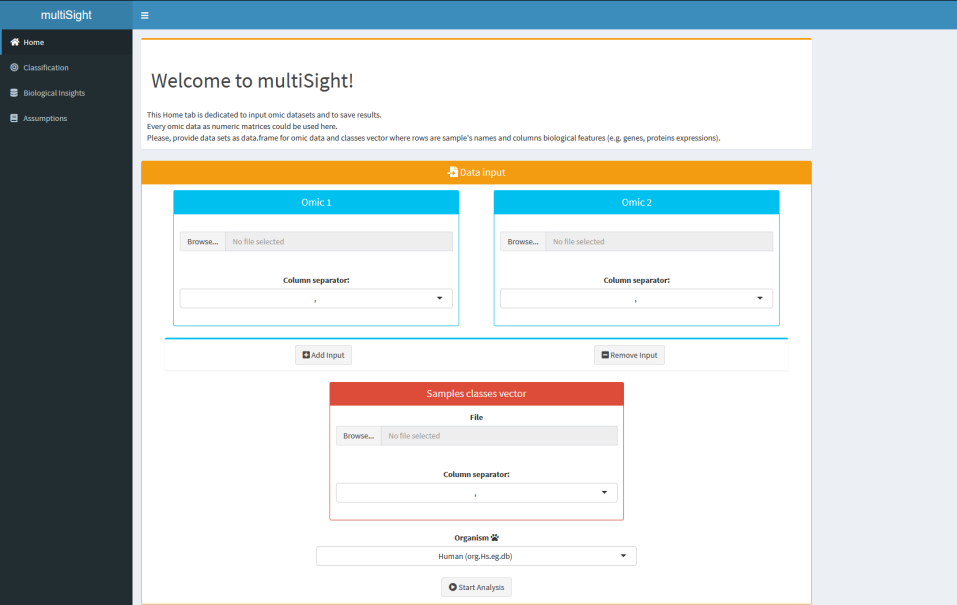 multiSight
Home
Classification
Biological Insights
Assumptions
Welcome to multiSight!
This Home tab is dedicated to input omic datasets and to save results.
Every omic data as numeric matrices could be used here.
Please, provide data sets as data.frame for omic data and classes vector where rows are sample's names and columns biological features (e.g. genes, proteins expressions).
Data input
Omic 1
Browse... No file selected
Column separator:
,
Omic 2
Browse... No file selected
Column separator:
,
Add Input
Remove Input
Samples classes vector
File
Browse... No file selected
Column separator:
,
Organism
Human (org.Hs.eg.db)
Start Analysis